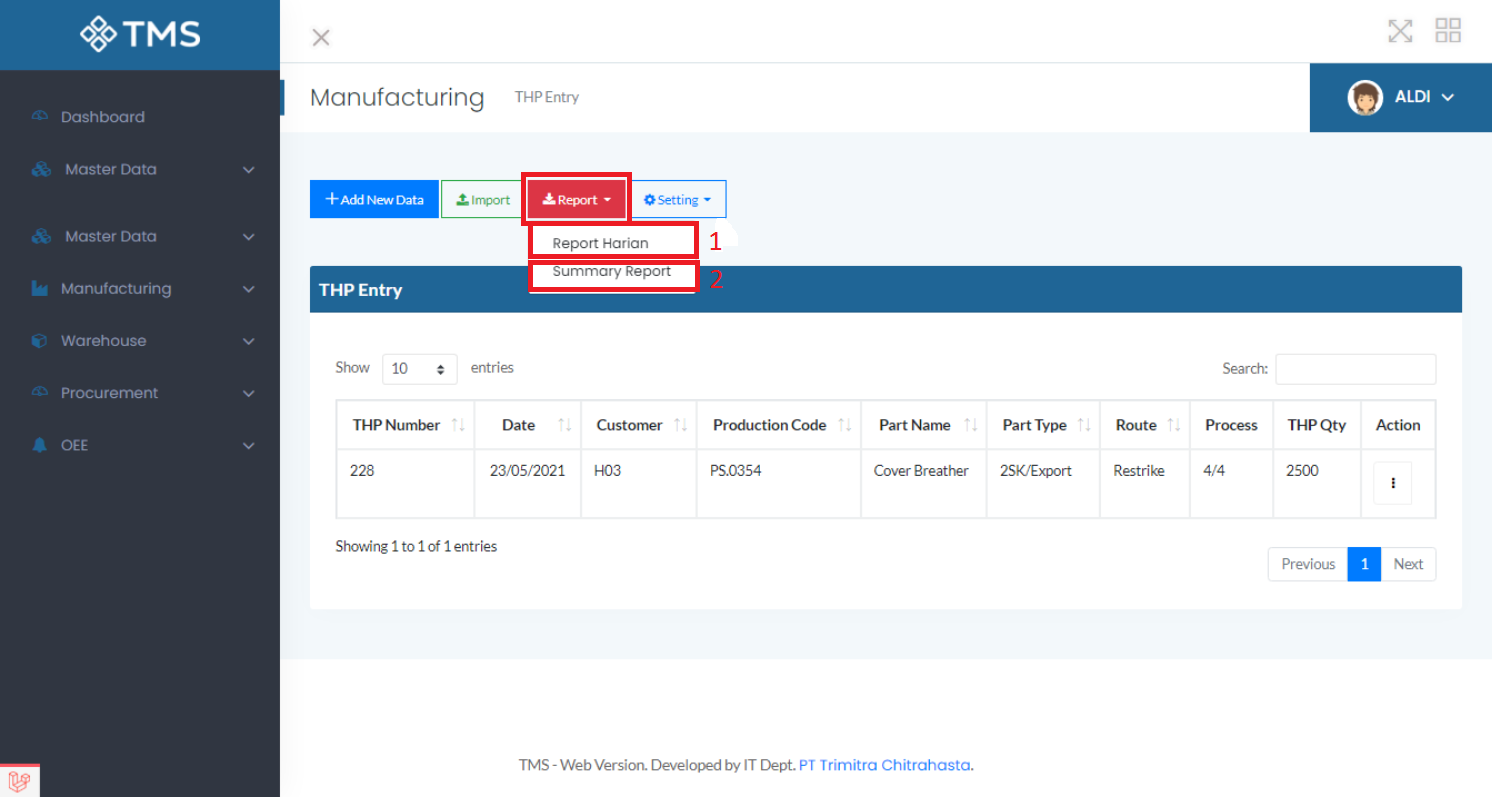 TMS
Manufacturing THP Entry
ALDI
Dashboard
Master Data
Master Data
Manufacturing
Warehouse
Procurement
OEE
Add New Data Import Report Setting
Report Harian 1
Summary Report 2
THP Entry
Show 10 entries Search:
THP Number Date Customer Production Code Part Name Part Type Route Process THP Qty Action
228 23/05/2021 H03 PS.0354 Cover Breather 2SK/Export Restrike 4/4 2500
Showing 1 to 1 of 1 entries
Previous 1 Next
TMS - Web Version. Developed by IT Dept. PT Trimitra Chitrahasta.